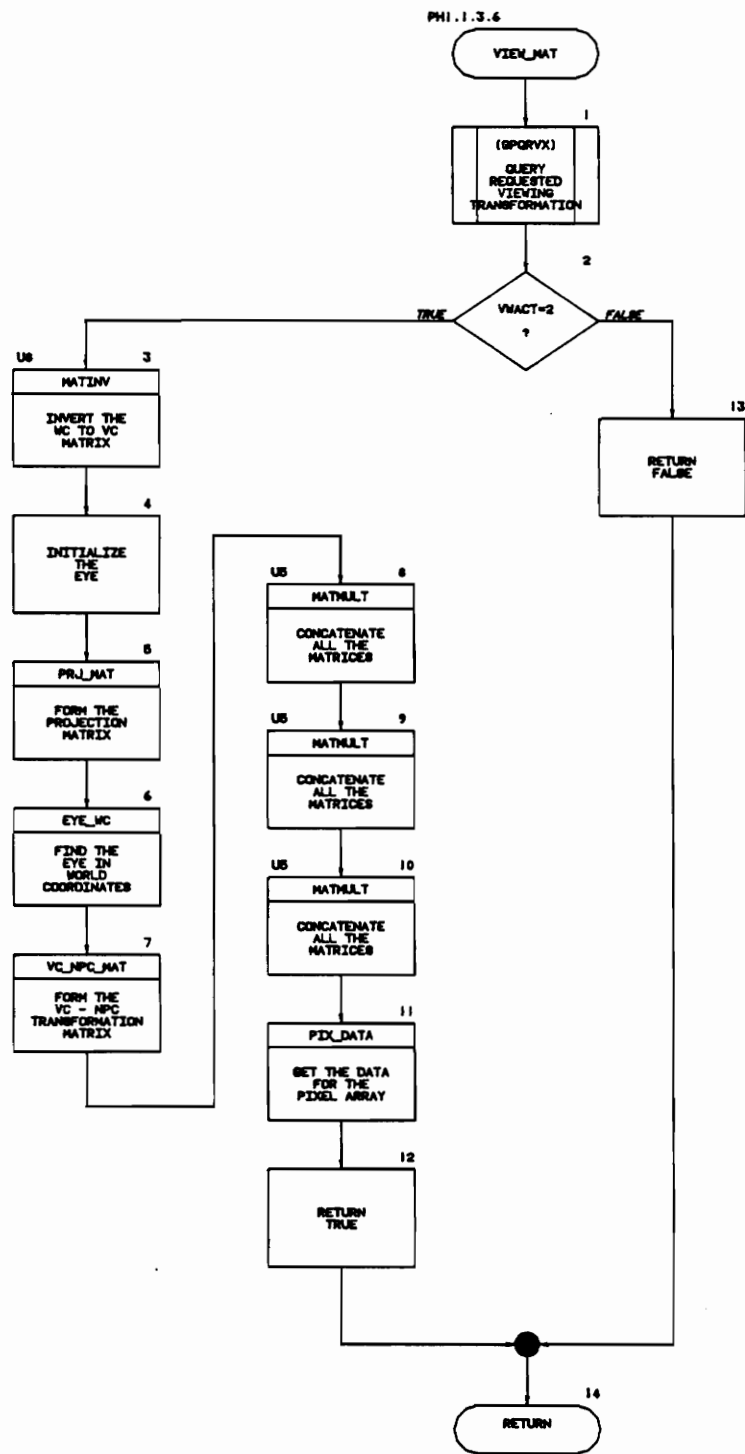 PH1.1.3.6
VIEW_MAT
1
(GPQRVX)
QUERY
REQUESTED
VIEWING
TRANSFORMATION
2
VWACT=2
?
TRUE
FALSE
U6
3
MATINV
INVERT THE
WC TO VC
MATRIX
4
INITIALIZE
THE
EYE
5
PRJ_MAT
FORM THE
PROJECTION
MATRIX
6
EYE_WC
FIND THE
EYE IN
WORLD
COORDINATES
7
VC_NPC_MAT
FORM THE
VC - NPC
TRANSFORMATION
MATRIX
U5
8
MATMULT
CONCATENATE
ALL THE
MATRICES
U5
9
MATMULT
CONCATENATE
ALL THE
MATRICES
U5
10
MATMULT
CONCATENATE
ALL THE
MATRICES
11
PIX_DATA
GET THE DATA
FOR THE
PIXEL ARRAY
12
RETURN
TRUE
13
RETURN
FALSE
14
RETURN